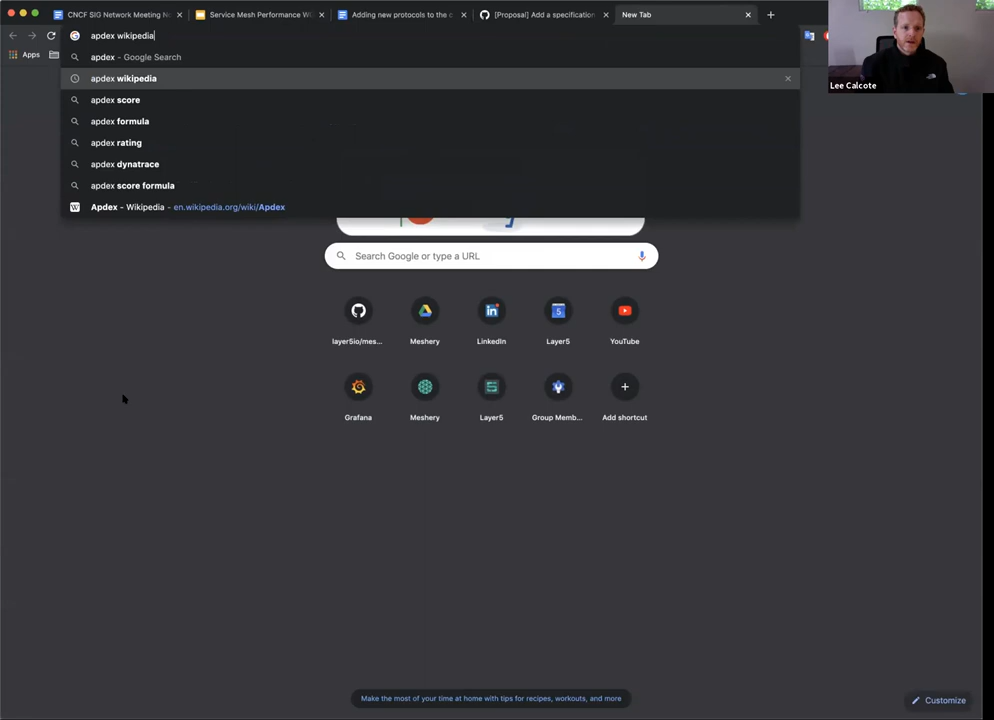 CNCF SIG Network Meeting N
Service Mesh Performance W
Adding new protocols to the c
[Proposal] Add a specification
New Tab
apdex wikipedia
Apps
apdex - Google Search
apdex wikipedia
apdex score
apdex formula
apdex rating
apdex dynatrace
apdex score formula
Apdex - Wikipedia - en.wikipedia.org/wiki/Apdex
Lee Calcote
Search Google or type a URL
layer5io/mes...
Meshery
LinkedIn
Layer5
YouTube
Grafana
Meshery
Layer5
Group Memb...
Add shortcut
Make the most of your time at home with tips for recipes, workouts, and more
Customize